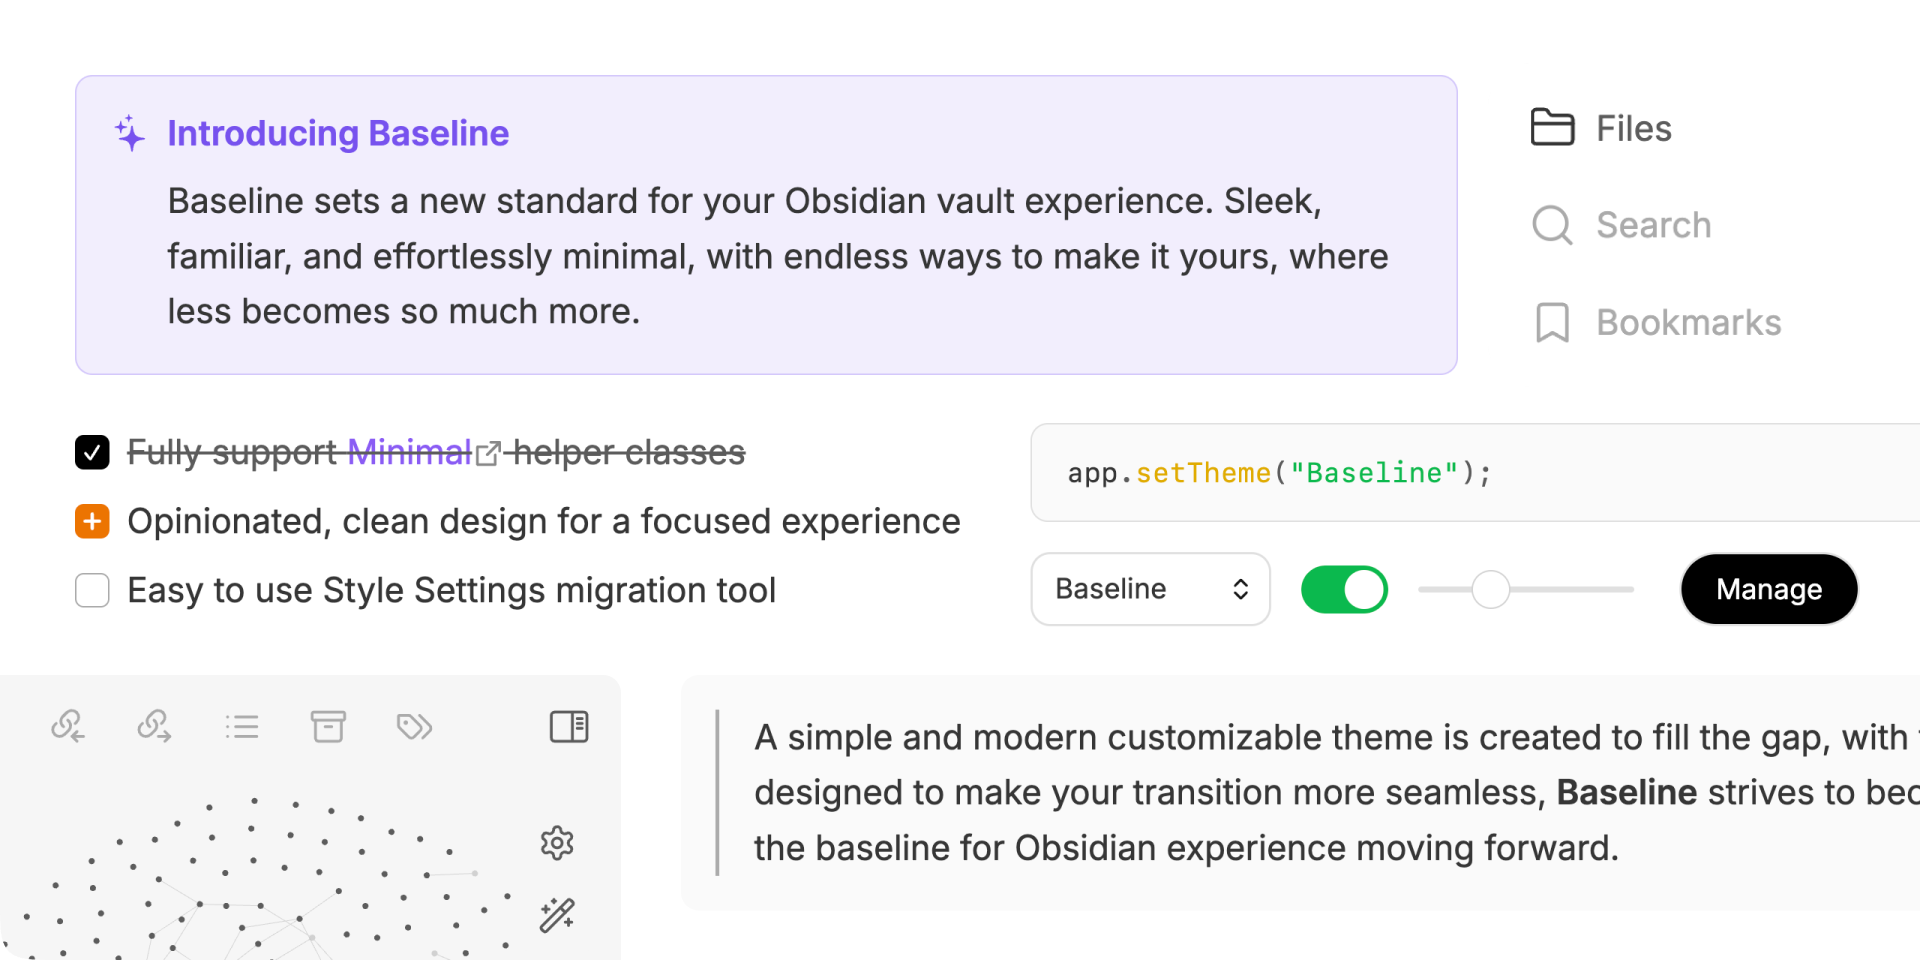 Introducing Baseline
Baseline sets a new standard for your Obsidian vault experience. Sleek,
familiar, and effortlessly minimal, with endless ways to make it yours, where
less becomes so much more.
Files
Search
Bookmarks
Fully support Minimal helper classes
Opinionated, clean design for a focused experience
Easy to use Style Settings migration tool
app.setTheme("Baseline");
Baseline
Manage
A simple and modern customizable theme is created to fill the gap, with
designed to make your transition more seamless, Baseline strives to
the baseline for Obsidian experience moving forward.